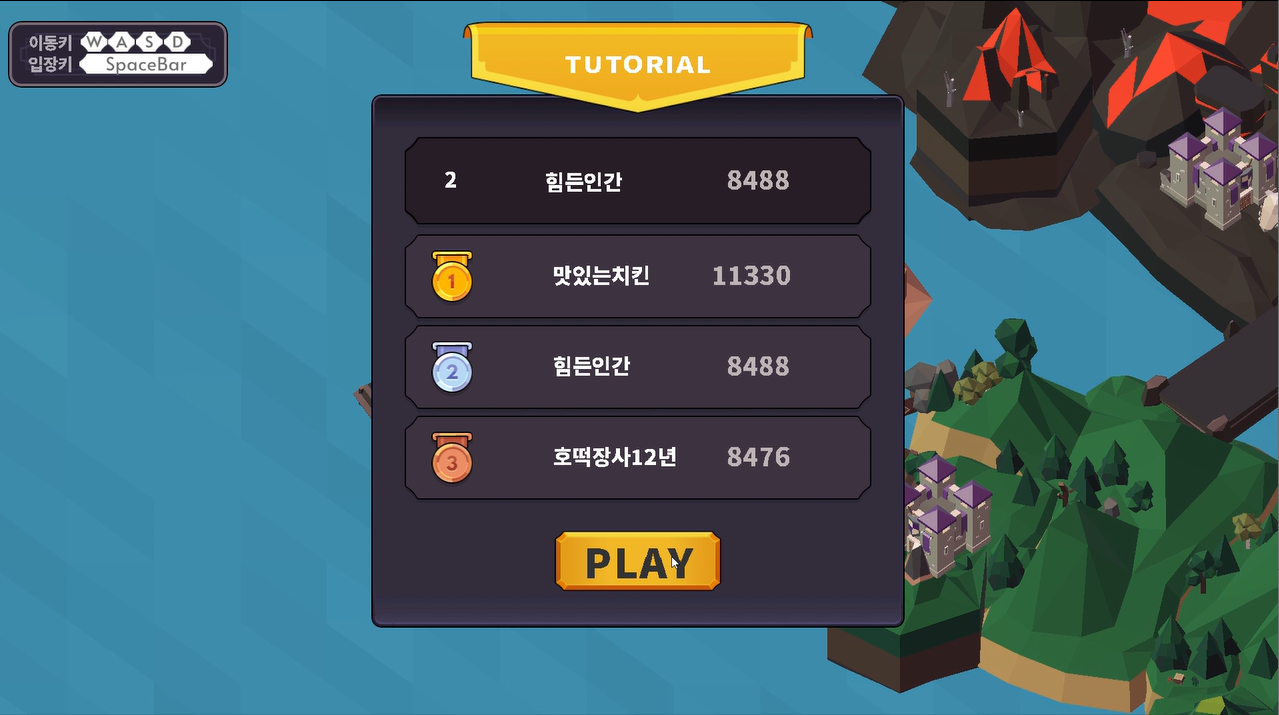 이동키 W A S D
입장키 SpaceBar
TUTORIAL
2 힘든인간 8488
1 맛있는치킨 11330
2 힘든인간 8488
3 호떡장사12년 8476
PLAY